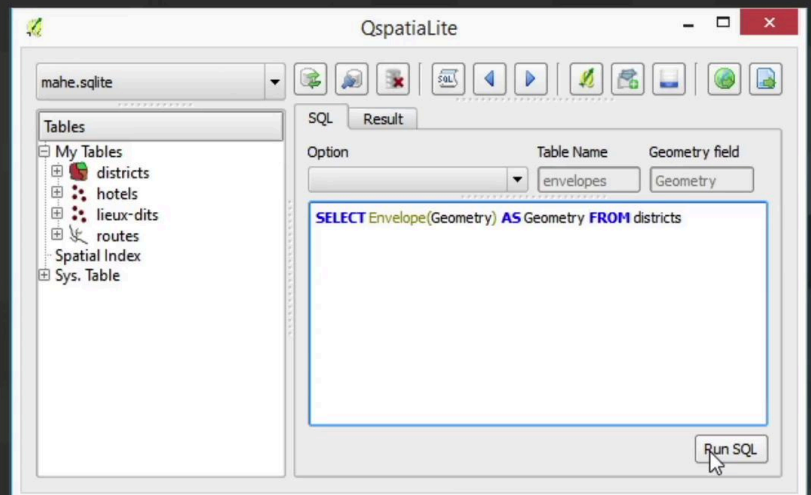 QspatiaLite
mahe.sqlite
SQL
Tables
My Tables
districts
hotels
lieux-dits
routes
Spatial Index
Sys. Table
SQL Result
Option Table Name Geometry field
envelopes Geometry
SELECT Envelope(Geometry) AS Geometry FROM districts
Run SQL